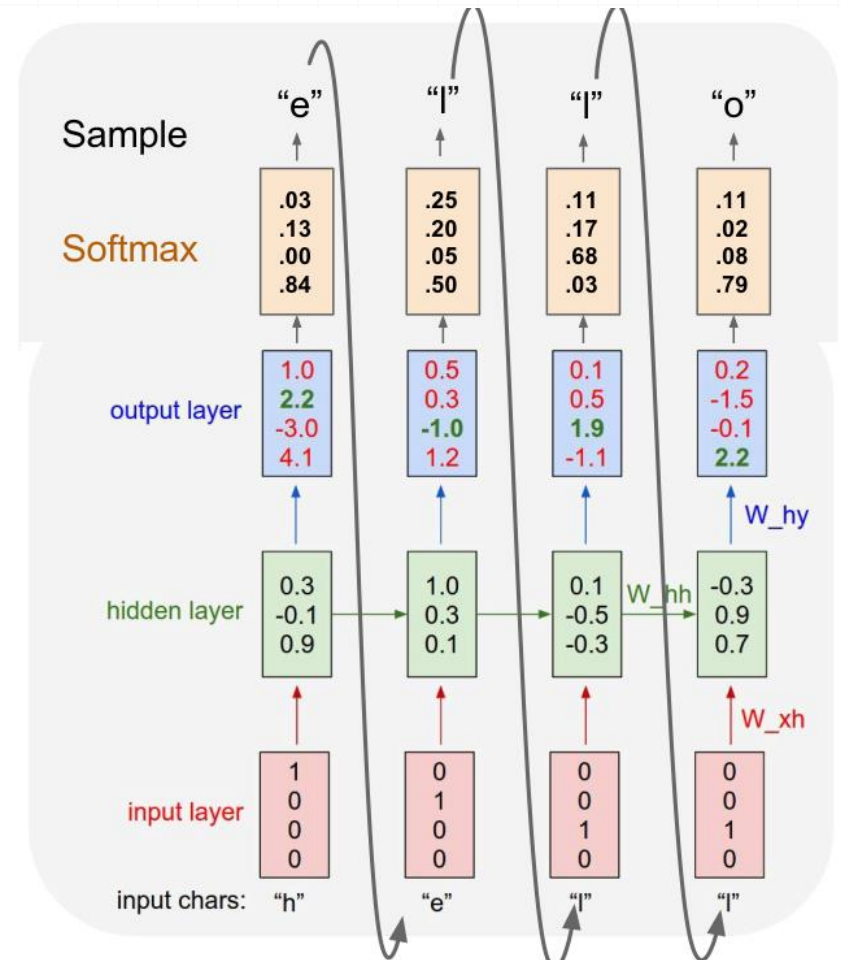 “e” “l” “l” “o”
Sample
Softmax
.03 .25 .11 .11
.13 .20 .17 .02
.00 .05 .68 .08
.84 .50 .03 .79
output layer
1.0 0.5 0.1 0.2
2.2 0.3 0.5 -1.5
-3.0 -1.0 1.9 -0.1
4.1 1.2 -1.1 2.2
W_hy
hidden layer
0.3 1.0 0.1 -0.3
-0.1 0.3 -0.5 0.9
0.9 0.1 -0.3 0.7
W_hh
W_xh
input layer
1 0 0 0
0 1 0 0
0 0 1 1
0 0 0 0
input chars: “h” “e” “l” “l”